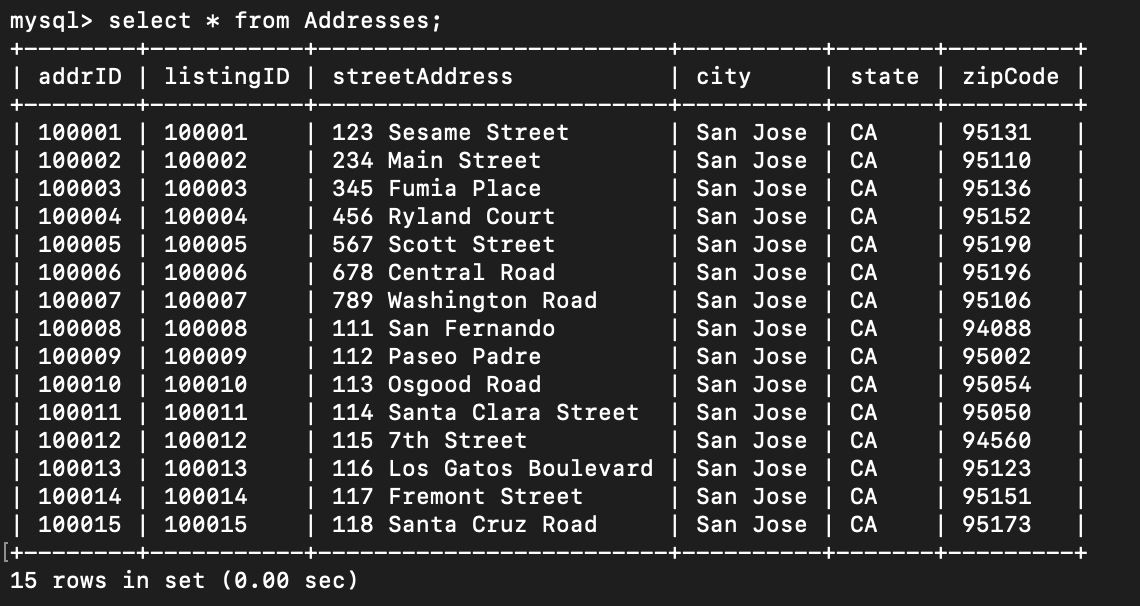 mysql> select * from Addresses;
+---------+-----------+-------------------------+----------+-------+---------+
| addrID | listingID | streetAddress | city | state | zipCode |
+---------+-----------+-------------------------+----------+-------+---------+
| 100001 | 100001 | 123 Sesame Street | San Jose | CA | 95131 |
| 100002 | 100002 | 234 Main Street | San Jose | CA | 95110 |
| 100003 | 100003 | 345 Fumia Place | San Jose | CA | 95136 |
| 100004 | 100004 | 456 Ryland Court | San Jose | CA | 95152 |
| 100005 | 100005 | 567 Scott Street | San Jose | CA | 95190 |
| 100006 | 100006 | 678 Central Road | San Jose | CA | 95196 |
| 100007 | 100007 | 789 Washington Road | San Jose | CA | 95106 |
| 100008 | 100008 | 111 San Fernando | San Jose | CA | 94088 |
| 100009 | 100009 | 112 Paseo Padre | San Jose | CA | 95002 |
| 100010 | 100010 | 113 Osgood Road | San Jose | CA | 95054 |
| 100011 | 100011 | 114 Santa Clara Street | San Jose | CA | 95050 |
| 100012 | 100012 | 115 7th Street | San Jose | CA | 94560 |
| 100013 | 100013 | 116 Los Gatos Boulevard | San Jose | CA | 95123 |
| 100014 | 100014 | 117 Fremont Street | San Jose | CA | 95151 |
| 100015 | 100015 | 118 Santa Cruz Road | San Jose | CA | 95173 |
[+---------+-----------+-------------------------+----------+-------+---------+
15 rows in set (0.00 sec)